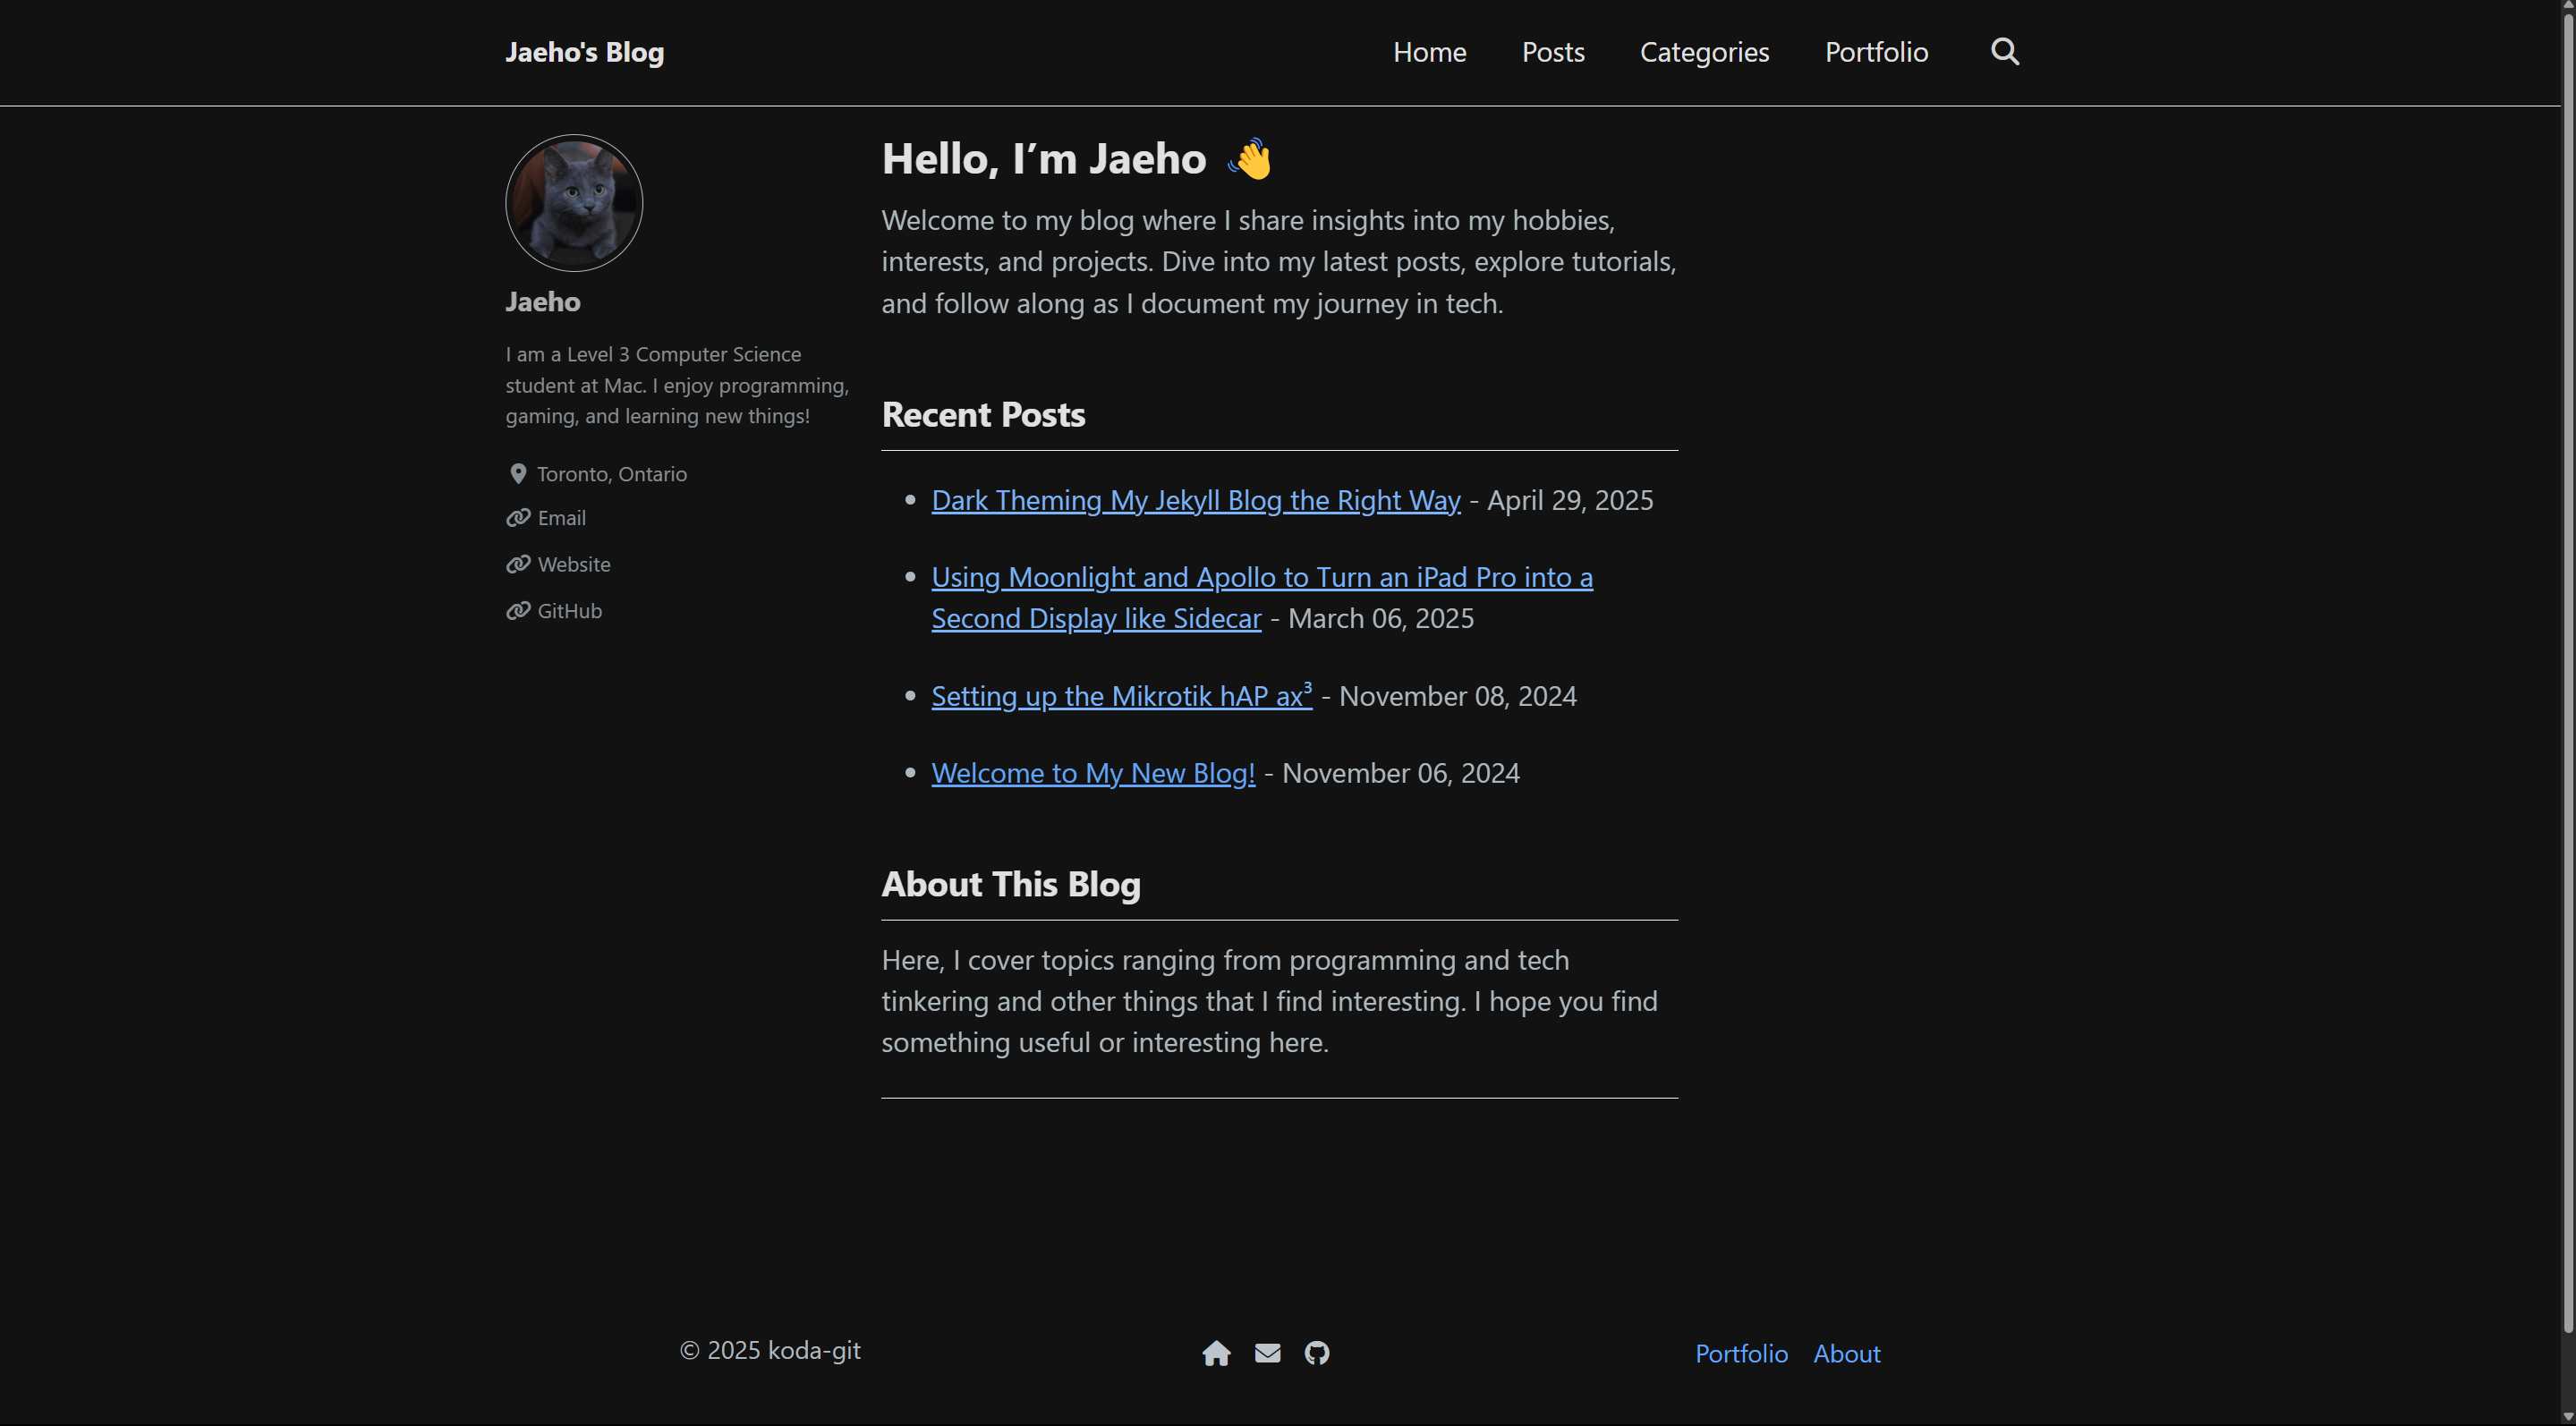 Jaeho's Blog
Home
Posts
Categories
Portfolio
Jaeho
I am a Level 3 Computer Science
student at Mac. I enjoy programming,
gaming, and learning new things!
Toronto, Ontario
Email
Website
GitHub
Hello, I’m Jaeho 👋
Welcome to my blog where I share insights into my hobbies,
interests, and projects. Dive into my latest posts, explore tutorials,
and follow along as I document my journey in tech.
Recent Posts
Dark Theming My Jekyll Blog the Right Way - April 29, 2025
Using Moonlight and Apollo to Turn an iPad Pro into a
Second Display like Sidecar - March 06, 2025
Setting up the Mikrotik hAP ax³ - November 08, 2024
Welcome to My New Blog! - November 06, 2024
About This Blog
Here, I cover topics ranging from programming and tech
tinkering and other things that I find interesting. I hope you find
something useful or interesting here.
© 2025 koda-git
Portfolio
About